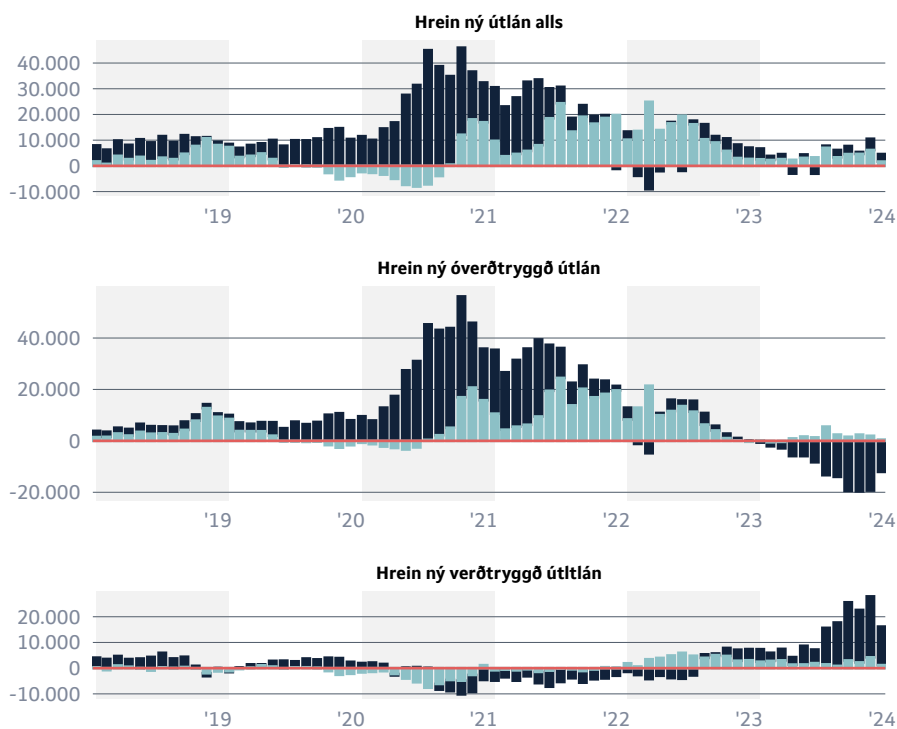 Hrein ný útlán alls
40.000
30.000
20.000
10.000
0
-10.000
'19 '20 '21 '22 '23 '24
Hrein ný óverðtryggð útlán
40.000
20.000
0
-20.000
'19 '20 '21 '22 '23 '24
Hrein ný verðtryggð útltlán
20.000
10.000
0
-10.000
'19 '20 '21 '22 '23 '24